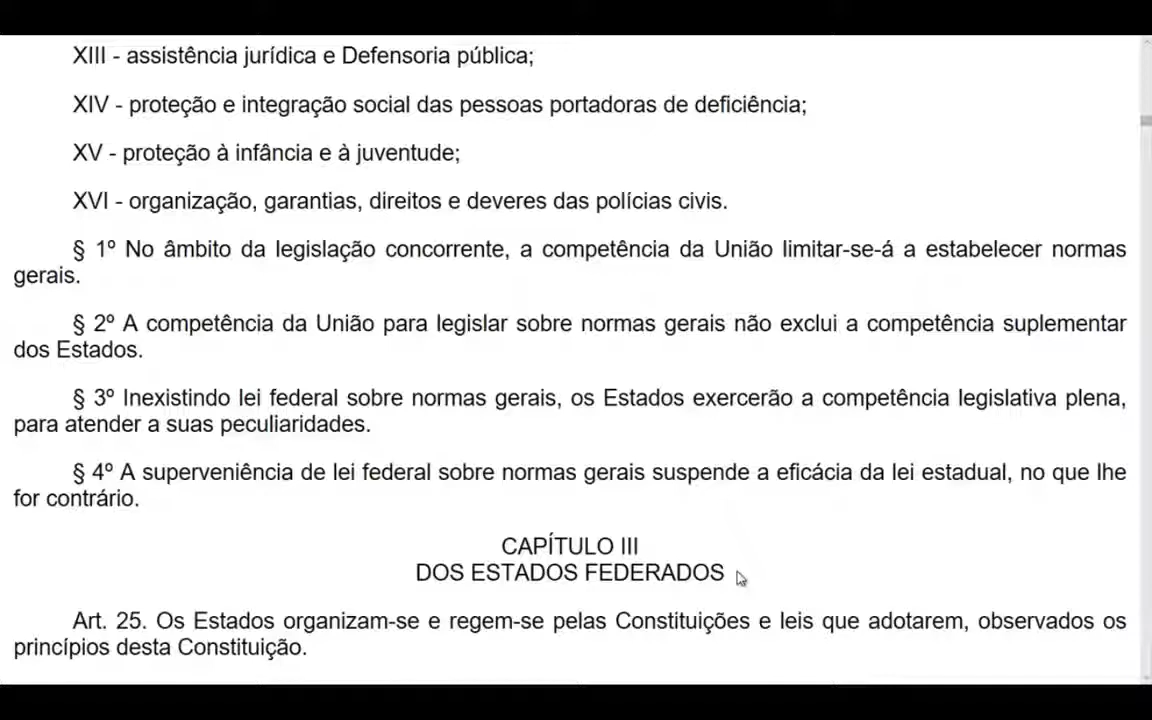 XIII - assistência jurídica e Defensoria pública;
XIV - proteção e integração social das pessoas portadoras de deficiência;
XV - proteção à infância e à juventude;
XVI - organização, garantias, direitos e deveres das polícias civis.
§ 1º No âmbito da legislação concorrente, a competência da União limitar-se-á a estabelecer normas
gerais.
§ 2º A competência da União para legislar sobre normas gerais não exclui a competência suplementar
dos Estados.
§ 3º Inexistindo lei federal sobre normas gerais, os Estados exercerão a competência legislativa plena,
para atender a suas peculiaridades.
§ 4º A superveniência de lei federal sobre normas gerais suspende a eficácia da lei estadual, no que lhe
for contrário.
CAPÍTULO III
DOS ESTADOS FEDERADOS
Art. 25. Os Estados organizam-se e regem-se pelas Constituições e leis que adotarem, observados os
princípios desta Constituição.